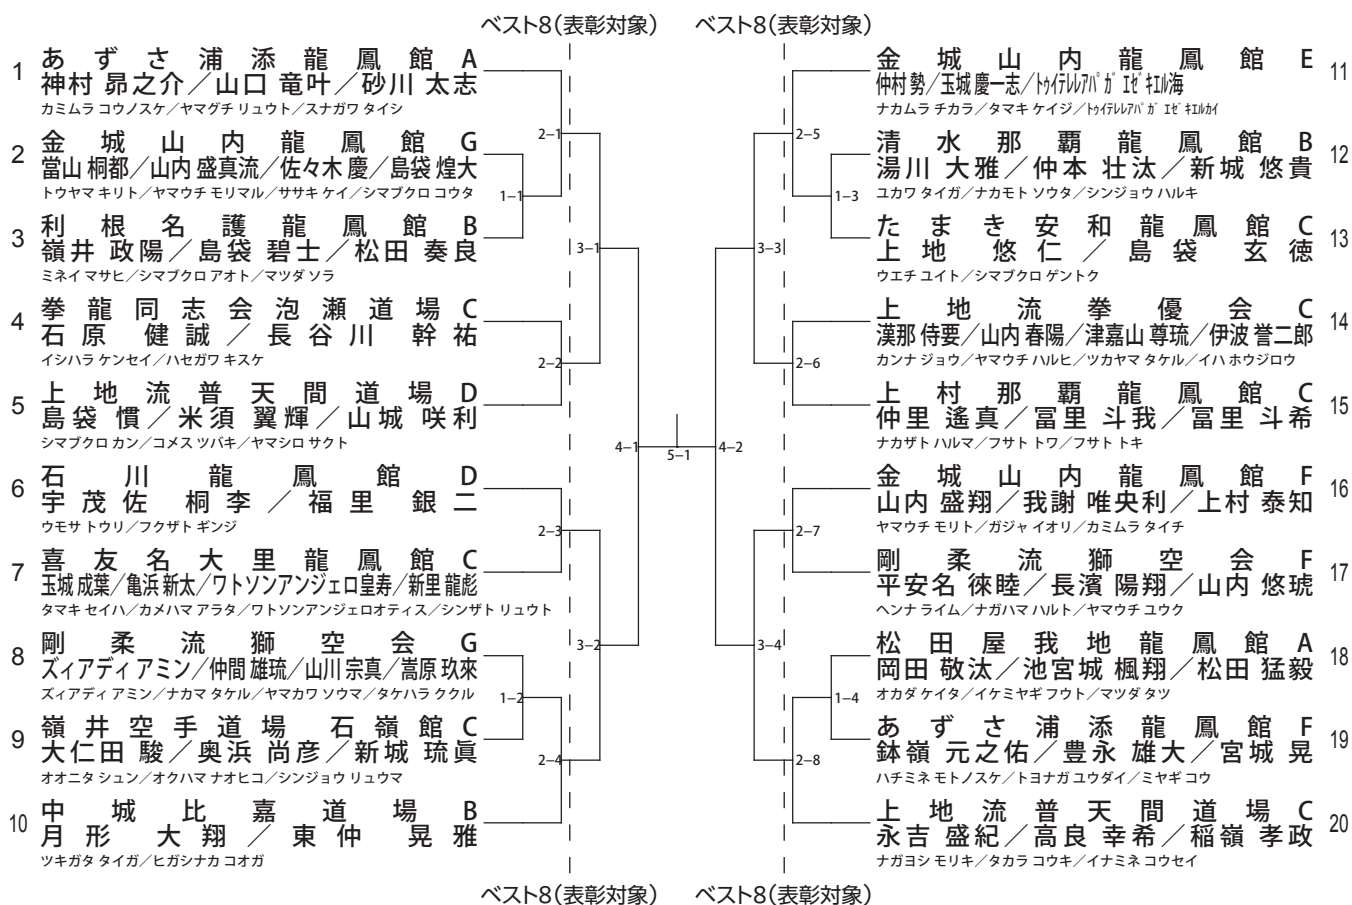 ベスト8(表彰対象)
ベスト8(表彰対象)
1
あずさ浦添龍鳳館 A
神村 昴之介／山口 竜叶／砂川 太志
カミムラ コウノスケ／ヤマグチ リュウト／スナガワ タイシ
2
金城山内龍鳳館 G
當山 桐都／山内 盛真流／佐々木 慶／島袋 煌大
トウヤマ キリト／ヤマウチ モリマル／ササキ ケイ／シマブクロ コウタ
3
利根名護龍鳳館 B
嶺井 政陽／島袋 碧士／松田 奏良
ミネイ マサヒ／シマブクロ アオト／マツダ ソラ
4
拳龍同志会泡瀬道場 C
石原 健誠／長谷川 幹祐
イシハラ ケンセイ／ハセガワ キスケ
5
上地流普天間道場 D
島袋 慣／米須 翼輝／山城 咲利
シマブクロ カン／コメス ツバキ／ヤマシロ サクト
6
石川龍鳳館 D
宇茂佐 桐李／福里 銀二
ウモサ トウリ／フクザト ギンジ
7
喜友名大里龍鳳館 C
玉城 成葉／亀浜 新太／ワトソンアンジェロ皇寿／新里 龍彪
タマキ セイハ／カメハマ アラタ／ワトソンアンジェロオティス／シンザト リュウト
8
剛柔流獅空会 G
ズィアディ アミン／仲間 雄琉／山川 宗真／嵩原 玖來
ズィアディ アミン／ナカマ タケル／ヤマカワ ソウマ／タケハラ ククル
9
嶺井空手道場 石嶺館 C
大仁田 駿／奥浜 尚彦／新城 琉眞
オオニタ シュン／オクハマ ナオヒコ／シンジョウ リュウマ
10
中城比嘉道場 B
月形 大翔／東仲 晃雅
ツキガタ タイガ／ヒガシナカ コオガ
1-1
1-2
2-1
2-2
2-3
2-4
3-1
3-2
4-1
5-1
4-2
3-3
3-4
2-5
2-6
2-7
2-8
1-3
1-4
金城山内龍鳳館 E
仲村 勢／玉城 慶一志／トゥイテレレアパガ エゼキエル海
ナカムラ チカラ／タマキ ケイジ／トゥイテレレアパガ エゼキエルカイ
11
清水那覇龍鳳館 B
湯川 大雅／仲本 壮汰／新城 悠貴
ユカワ タイガ／ナカモト ソウタ／シンジョウ ハルキ
12
たまき安和龍鳳館 C
上地 悠仁／島袋 玄徳
ウエチ ユイト／シマブクロ ゲントク
13
上地流拳優会 C
漢那 侍要／山内 春陽／津嘉山 尊琉／伊波 誉二郎
カンナ ジョウ／ヤマウチ ハルヒ／ツカヤマ タケル／イハ ホウジロウ
14
上村那覇龍鳳館 C
仲里 遙真／冨里 斗我／冨里 斗希
ナカザト ハルマ／フサト トワ／フサト トキ
15
金城山内龍鳳館 F
山内 盛翔／我謝 唯央利／上村 泰知
ヤマウチ モリト／ガジャ イオリ／カミムラ タイチ
16
剛柔流獅空会 F
平安名 徠睦／長濱 陽翔／山内 悠琥
ヘンナ ライム／ナガハマ ハルト／ヤマウチ ユウク
17
松田屋我地龍鳳館 A
岡田 敬汰／池宮城 楓翔／松田 猛毅
オカダ ケイタ／イケミヤギ フウト／マツダ タツ
18
あずさ浦添龍鳳館 F
鉢嶺 元之佑／豊永 雄大／宮城 晃
ハチミネ モトノスケ／トヨナガ ユウダイ／ミヤギ コウ
19
上地流普天間道場 C
永吉 盛紀／高良 幸希／稲嶺 孝政
ナガヨシ モリキ／タカラ コウキ／イナミネ コウセイ
20
ベスト8(表彰対象)
ベスト8(表彰対象)